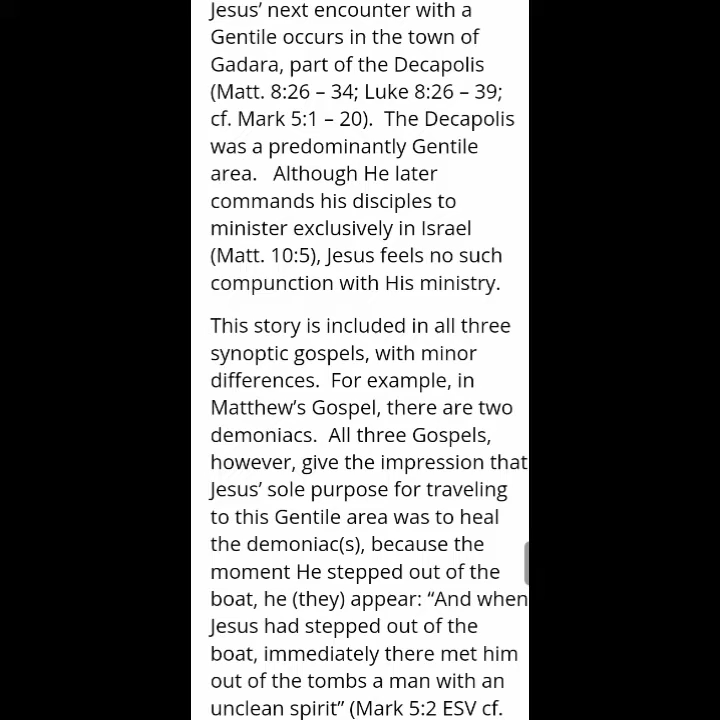 Jesus’ next encounter with a
Gentile occurs in the town of
Gadara, part of the Decapolis
(Matt. 8:26 – 34; Luke 8:26 – 39;
cf. Mark 5:1 – 20).  The Decapolis
was a predominantly Gentile
area.   Although He later
commands his disciples to
minister exclusively in Israel
(Matt. 10:5), Jesus feels no such
compunction with His ministry.
This story is included in all three
synoptic gospels, with minor
differences.  For example, in
Matthew’s Gospel, there are two
demoniacs.  All three Gospels,
however, give the impression that
Jesus’ sole purpose for traveling
to this Gentile area was to heal
the demoniac(s), because the
moment He stepped out of the
boat, he (they) appear: “And when
Jesus had stepped out of the
boat, immediately there met him
out of the tombs a man with an
unclean spirit” (Mark 5:2 ESV cf.